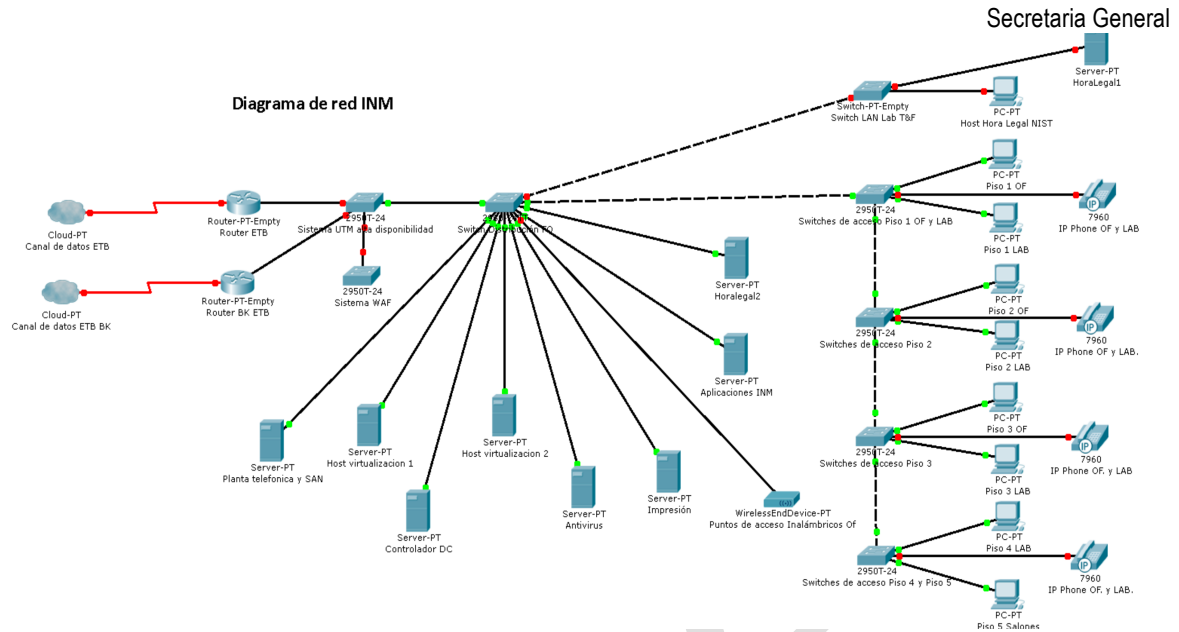 Secretaria General
Server-PT
HoraLegal1
Diagrama de red INM
Switch-PT-Empty
Switch LAN Lab T&F
PC-PT
Host Hora Legal NIST
PC-PT
Piso 1 OF
Cloud-PT
Canal de datos ETB
Router-PT-Empty
Router ETB
2950T-24
Sistema UTM alta disponibilidad
Switch Distribución FO
2950T-24
Switches de acceso Piso 1 OF y LAB
7960
IP Phone OF y LAB
IP
PC-PT
Piso 1 LAB
Cloud-PT
Canal de datos ETB BK
Router-PT-Empty
Router BK ETB
2950T-24
Sistema WAF
Server-PT
Horalegal2
PC-PT
Piso 2 OF
2950T-24
Switches de acceso Piso 2
IP
7960
IP Phone OF y LAB.
PC-PT
Piso 2 LAB
Server-PT
Aplicaciones INM
PC-PT
Piso 3 OF
2950T-24
Switches de acceso Piso 3
IP
7960
IP Phone OF. y LAB
PC-PT
Piso 3 LAB
Server-PT
Planta telefonica y SAN
Server-PT
Host virtualizacion 1
Server-PT
Host virtualizacion 2
Server-PT
Controlador DC
Server-PT
Antivirus
Server-PT
Impresión
WirelessEndDevice-PT
Puntos de acceso Inalámbricos Of
PC-PT
Piso 4 LAB
2950T-24
Switches de acceso Piso 4 y Piso 5
IP
7960
IP Phone OF. y LAB.
PC-PT
Piso 5 Salones